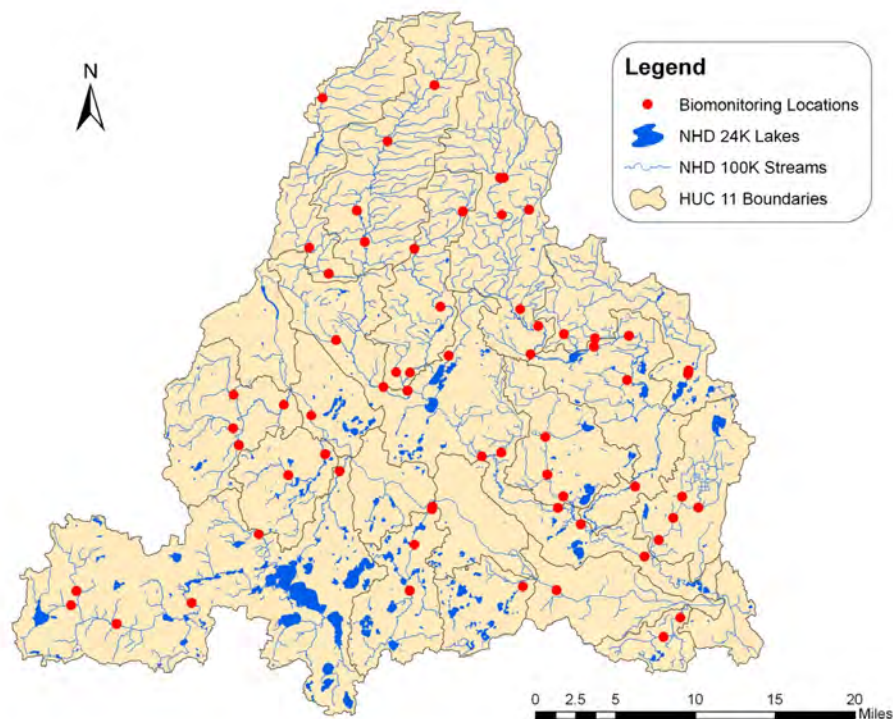 N
Legend
Biomonitoring Locations
NHD 24K Lakes
NHD 100K Streams
HUC 11 Boundaries
0 2.5 5 10 15 20
Miles